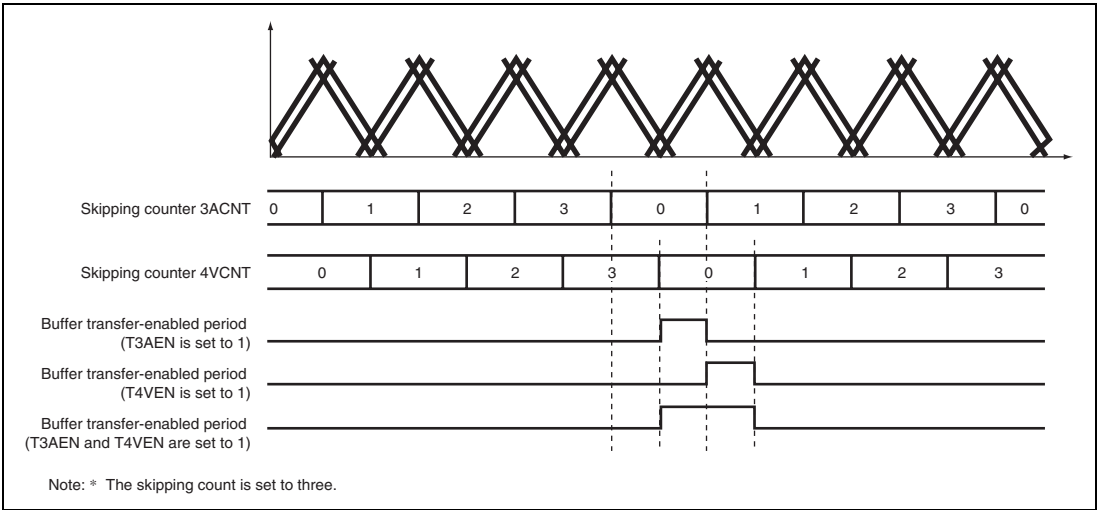 Skipping counter 3ACNT 0 1 2 3 0 1 2 3 0
Skipping counter 4VCNT 0 1 2 3 0 1 2 3
Buffer transfer-enabled period
(T3AEN is set to 1)
Buffer transfer-enabled period
(T4VEN is set to 1)
Buffer transfer-enabled period
(T3AEN and T4VEN are set to 1)
Note: * The skipping count is set to three.